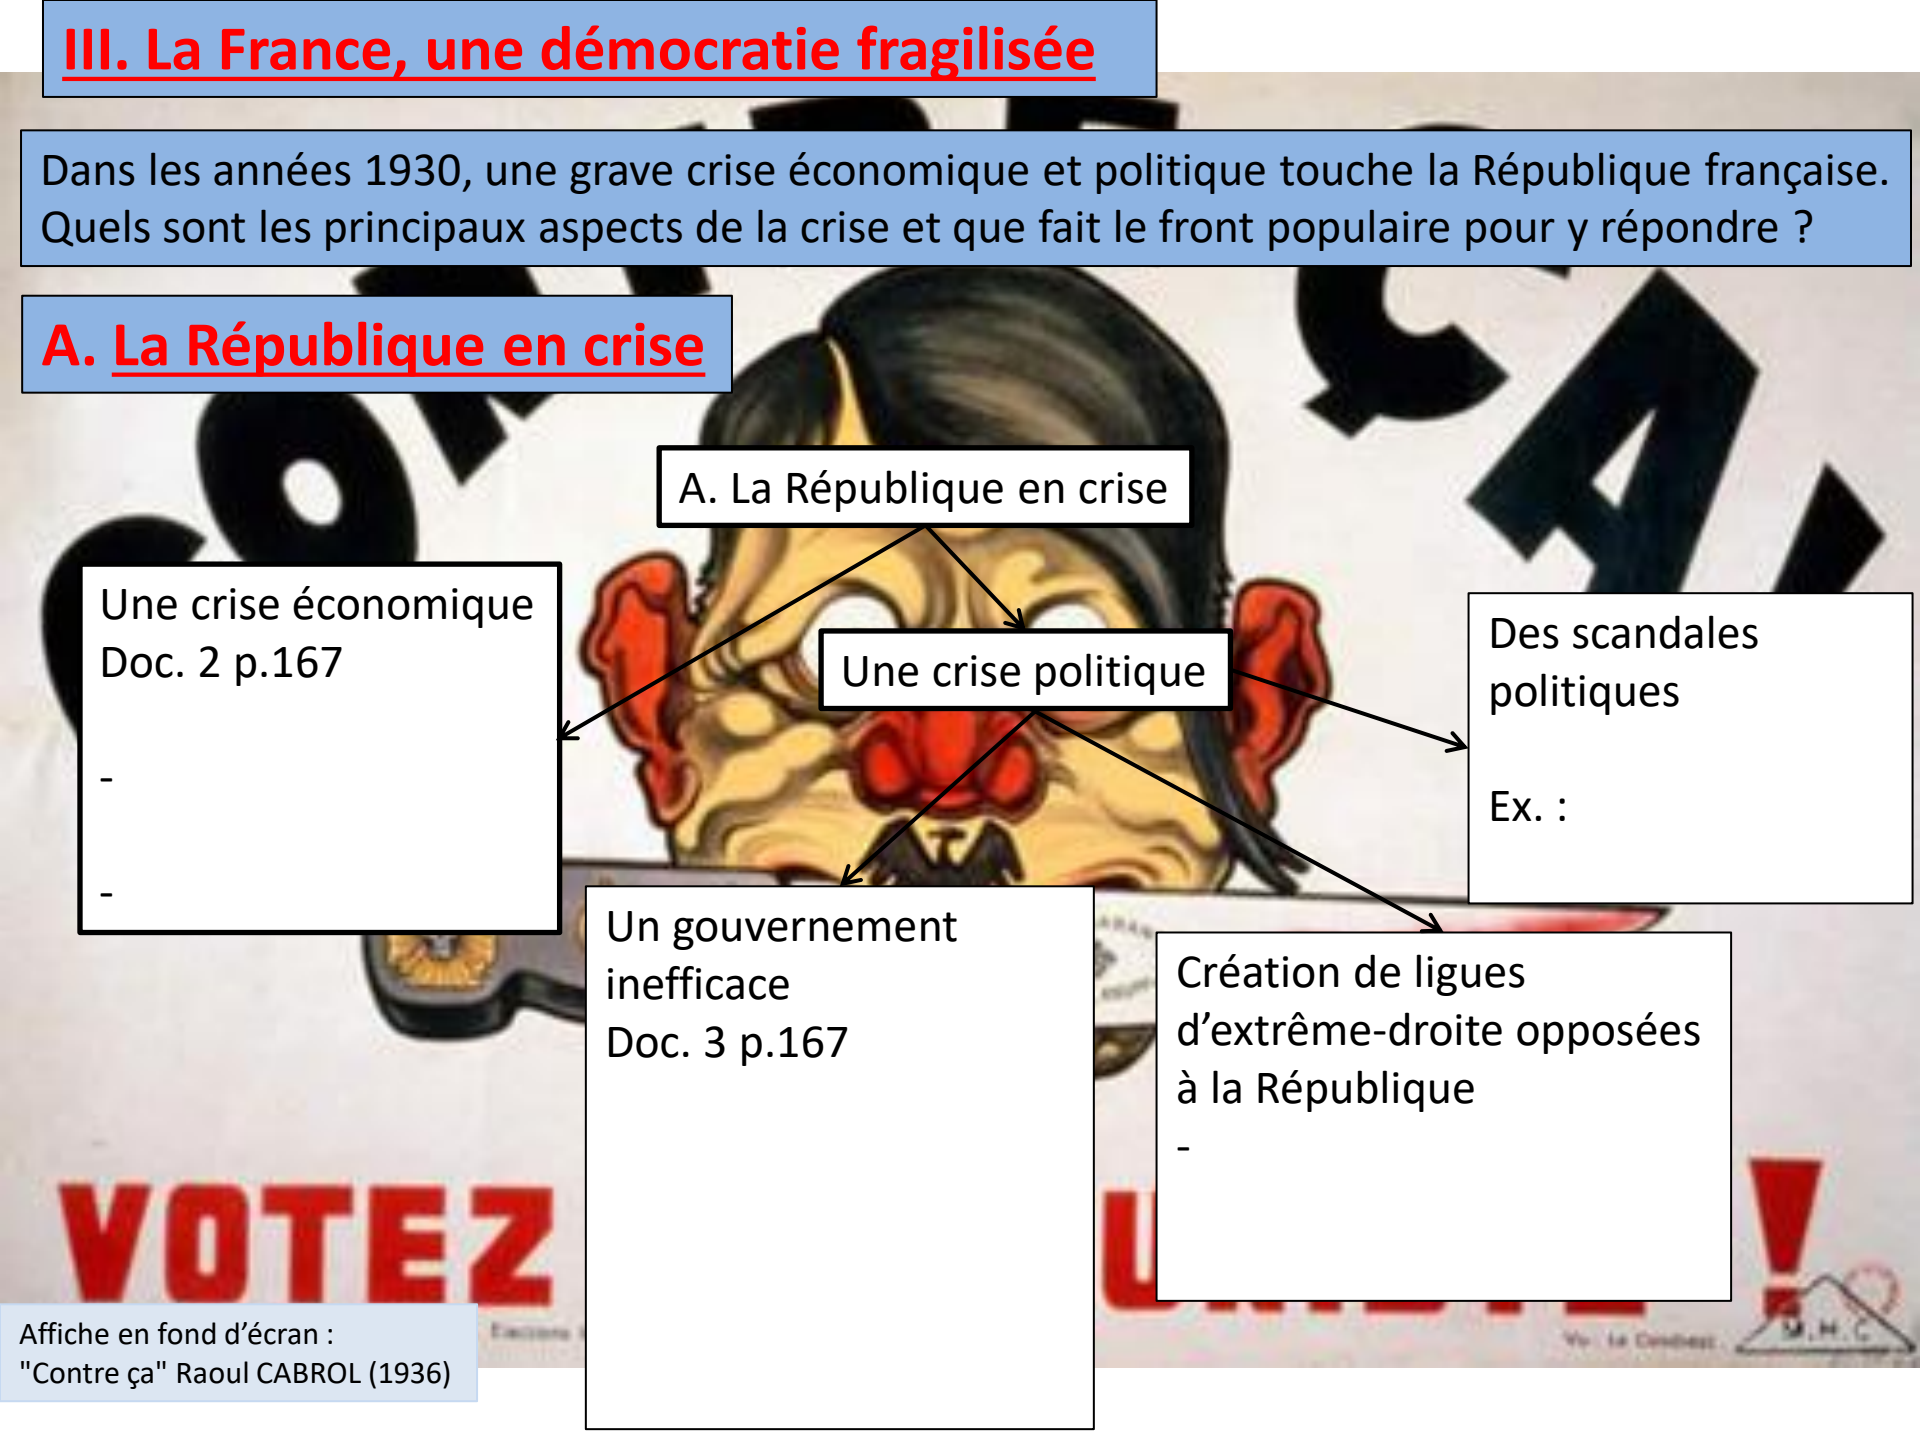 III. La France, une démocratie fragilisée
Dans les années 1930, une grave crise économique et politique touche la République française.
Quels sont les principaux aspects de la crise et que fait le front populaire pour y répondre ?
A. La République en crise
A. La République en crise
Une crise économique
Doc. 2 p.167
-
-
Une crise politique
Des scandales
politiques
Ex. :
Un gouvernement
inefficace
Doc. 3 p.167
Création de ligues
d’extrême-droite opposées
à la République
-
ÇA !
VOTEZ
!
M.H.C
Affiche en fond d’écran :
"Contre ça" Raoul CABROL (1936)